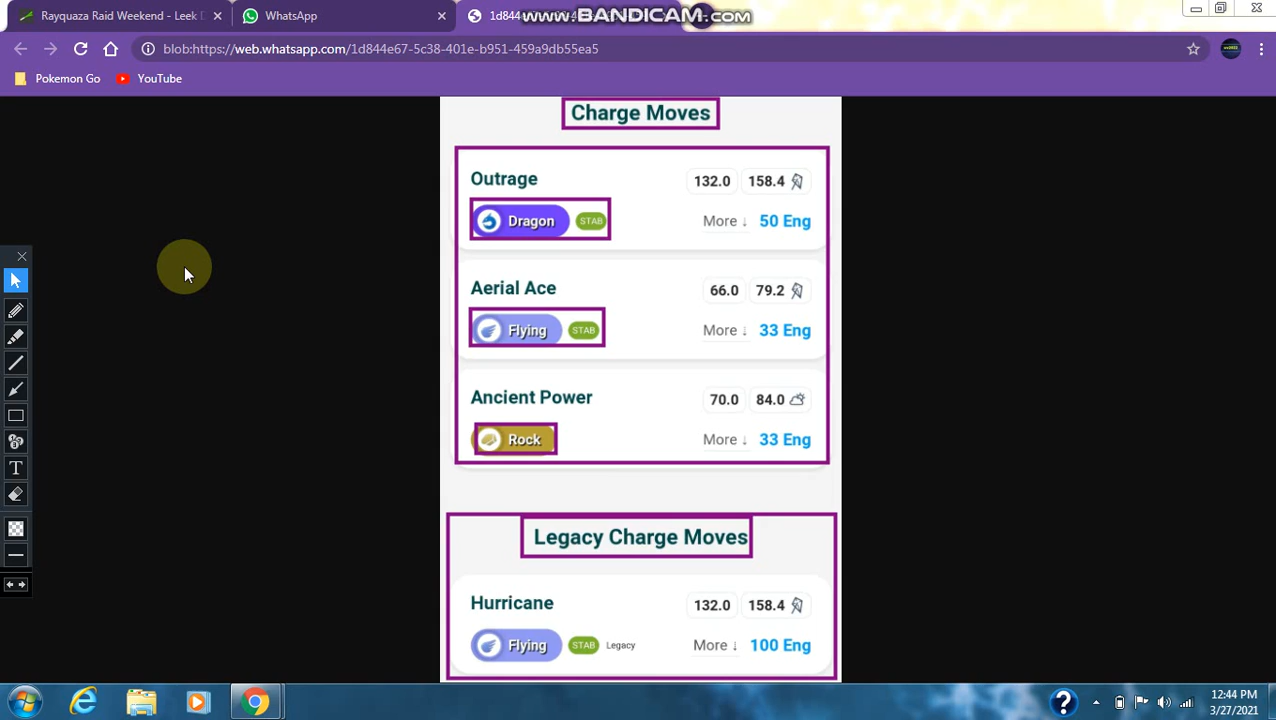 Rayquaza Raid Weekend - Leek D
WhatsApp
1d844
www.BANDICAM.com
blob:https://web.whatsapp.com/1d844e67-5c38-401e-b951-459a9db55ea5
Pokemon Go
YouTube
Charge Moves
Outrage
132.0
158.4
Dragon
STAB
More ↓
50 Eng
Aerial Ace
66.0
79.2
Flying
STAB
More ↓
33 Eng
Ancient Power
70.0
84.0
Rock
More ↓
33 Eng
Legacy Charge Moves
Hurricane
132.0
158.4
Flying
STAB
Legacy
More ↓
100 Eng
12:44 PM
3/27/2021